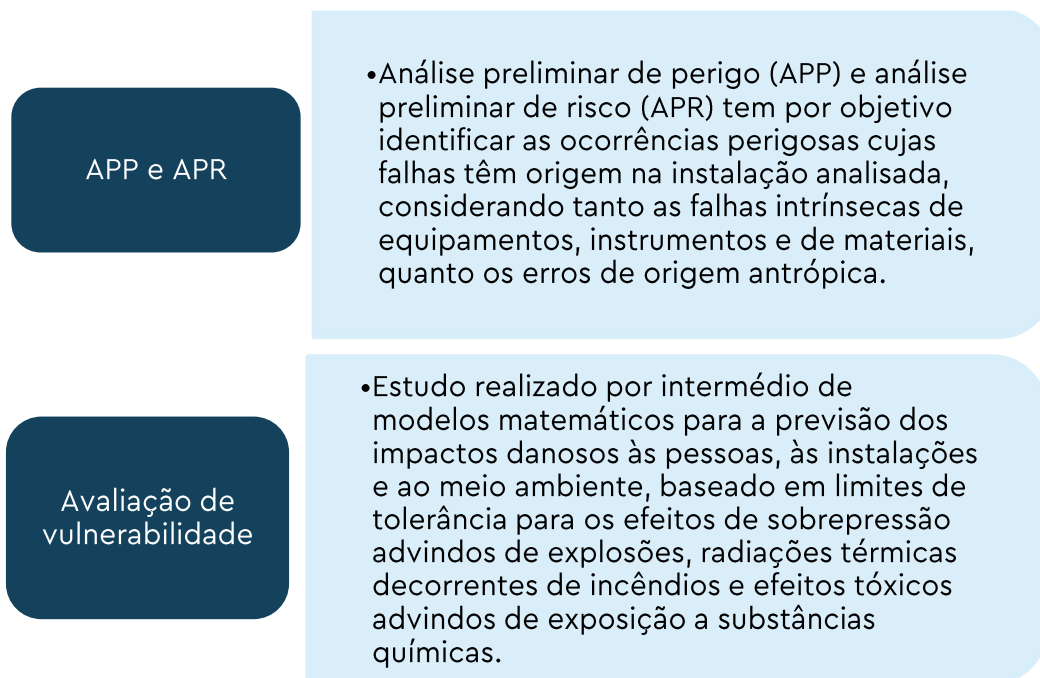 APP e APR
•Análise preliminar de perigo (APP) e análise
preliminar de risco (APR) tem por objetivo
identificar as ocorrências perigosas cujas
falhas têm origem na instalação analisada,
considerando tanto as falhas intrínsecas de
equipamentos, instrumentos e de materiais,
quanto os erros de origem antrópica.
Avaliação de
vulnerabilidade
•Estudo realizado por intermédio de
modelos matemáticos para a previsão dos
impactos danosos às pessoas, às instalações
e ao meio ambiente, baseado em limites de
tolerância para os efeitos de sobrepressão
advindos de explosões, radiações térmicas
decorrentes de incêndios e efeitos tóxicos
advindos de exposição a substâncias
químicas.